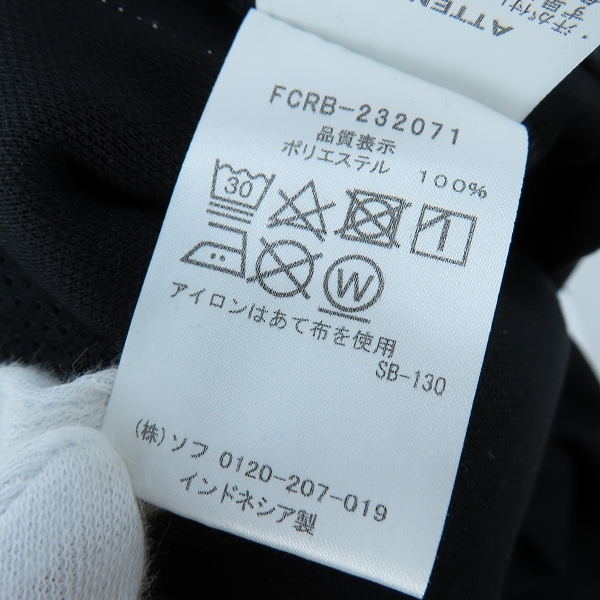 ATTEN
FCRB-232071
品質表示
ポリエステル 100%
30
W
アイロンはあて布を使用
SB-130
(株)ソフ 0120-207-019
インドネシア製